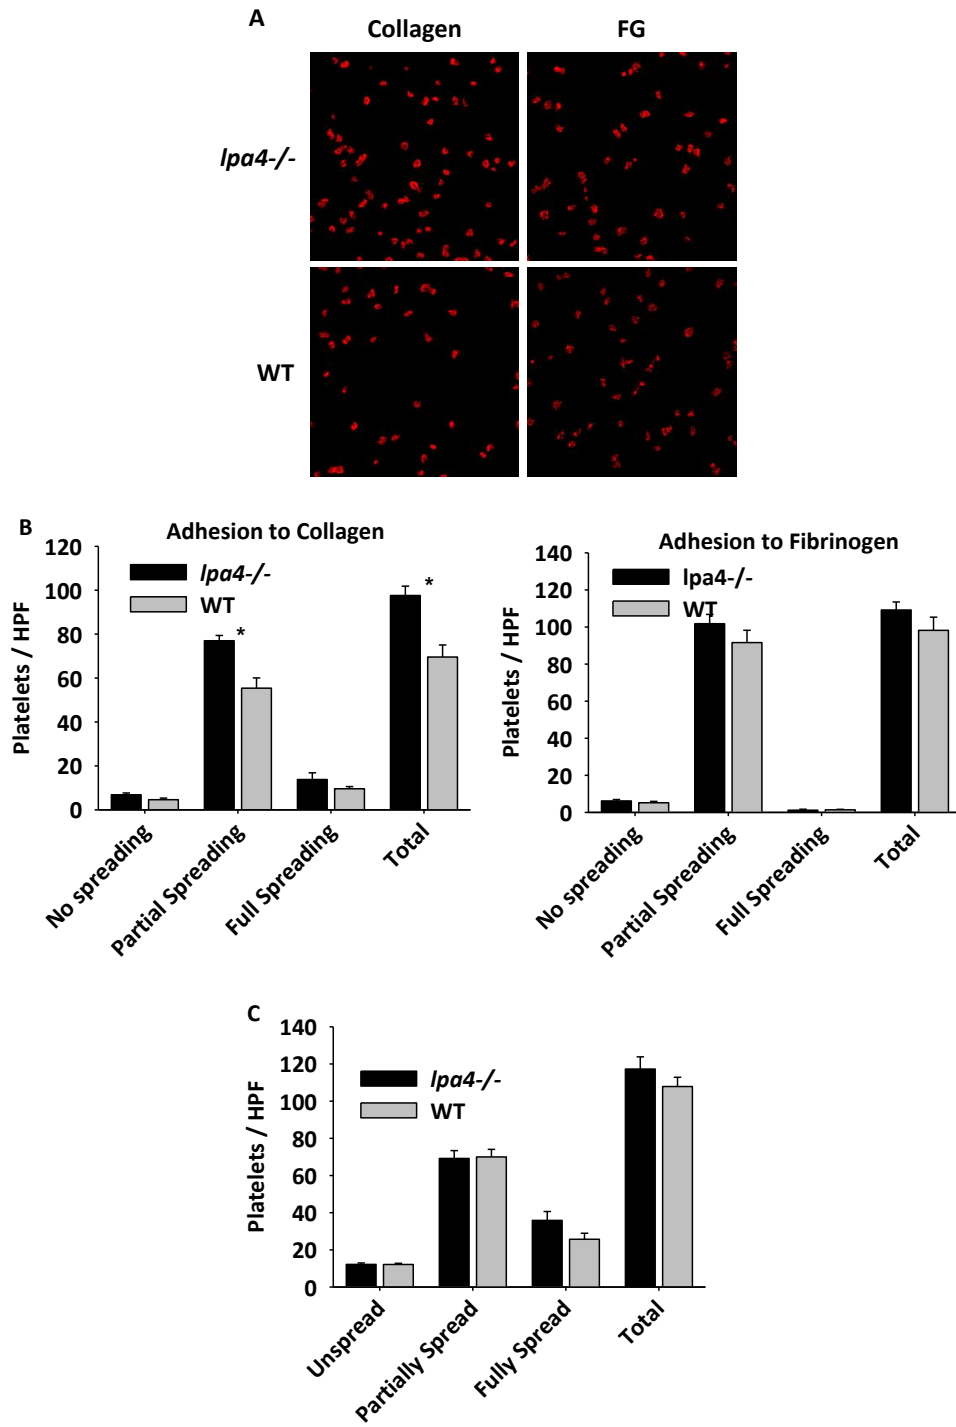 A
Collagen FG
lpa4-/-
WT
B
Adhesion to Collagen
120
100
80
60
40
20
0
Platelets / HPF
lpa4-/-
WT
*
*
No spreading
Partial Spreading
Full Spreading
Total
Adhesion to Fibrinogen
140
120
100
80
60
40
20
0
Platelets / HPF
lpa4-/-
WT
No spreading
Partial Spreading
Full Spreading
Total
C
140
120
100
80
60
40
20
0
Platelets / HPF
lpa4-/-
WT
Unspread
Partially Spread
Fully Spread
Total